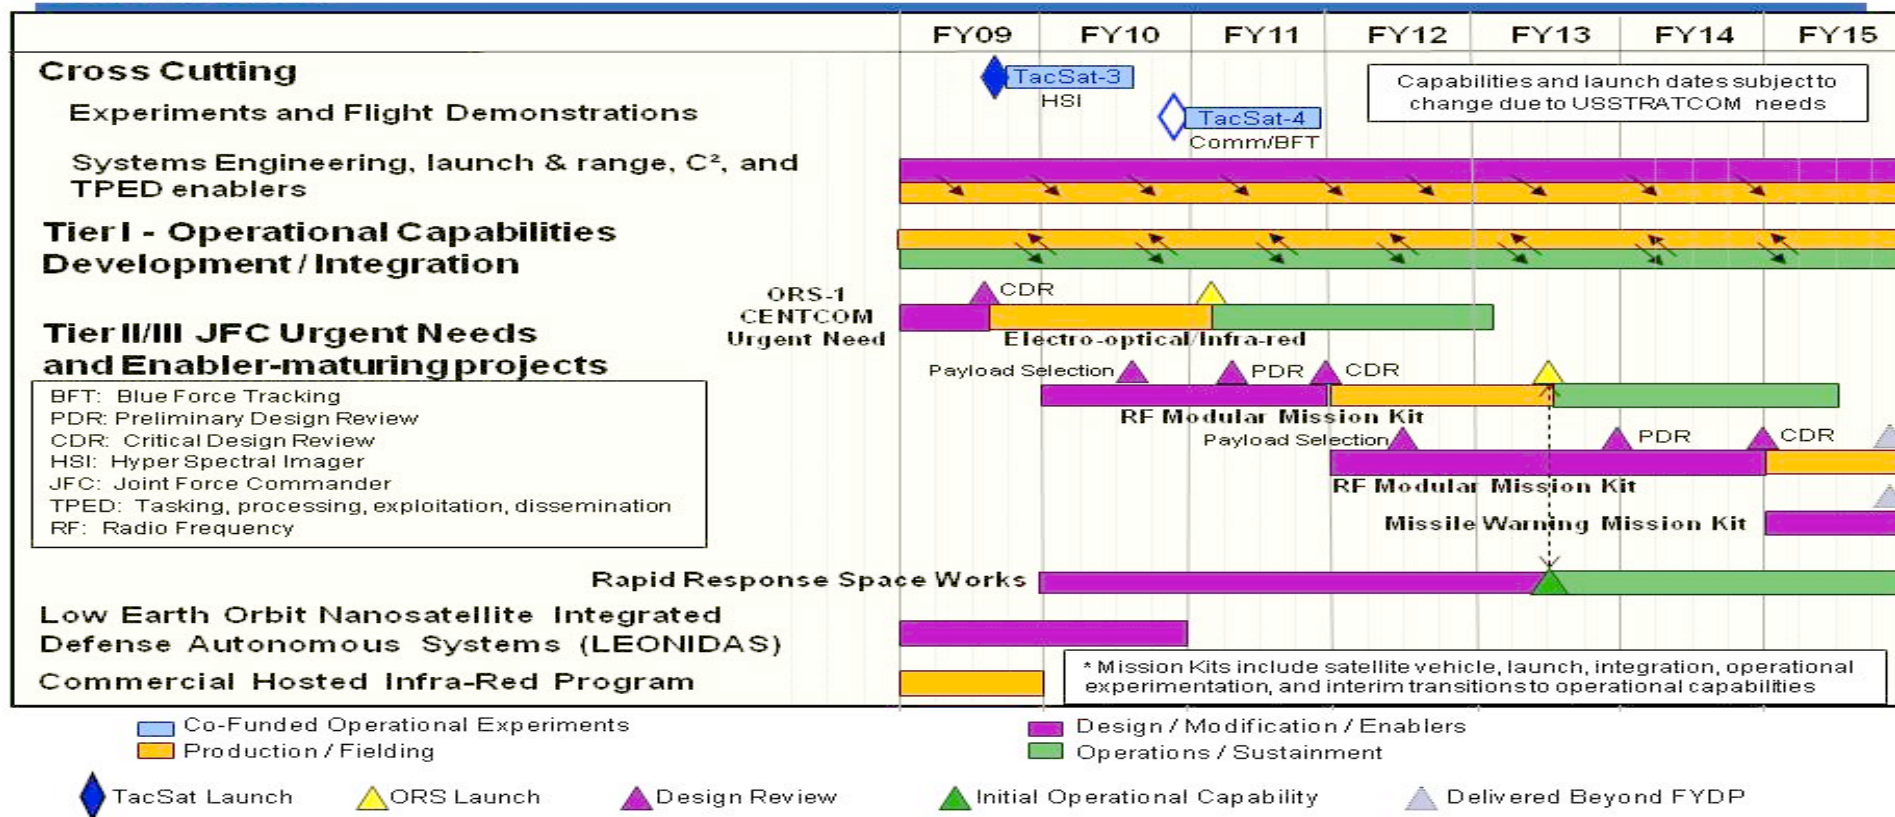 FY09 FY10 FY11 FY12 FY13 FY14 FY15
Cross Cutting
TacSat-3
HSI
Capabilities and launch dates subject to
change due to USSTRATCOM needs
Experiments and Flight Demonstrations
TacSat-4
Comm/BFT
Systems Engineering, launch & range, C², and
TPED enablers
Tier I - Operational Capabilities
Development / Integration
ORS-1
CENTCOM
Urgent Need
CDR
Electro-optical/Infra-red
Tier II/III JFC Urgent Needs
and Enabler-maturing projects
Payload Selection PDR CDR
RF Modular Mission Kit
Payload Selection PDR CDR
RF Modular Mission Kit
Missile Warning Mission Kit
BFT: Blue Force Tracking
PDR: Preliminary Design Review
CDR: Critical Design Review
HSI: Hyper Spectral Imager
JFC: Joint Force Commander
TPED: Tasking, processing, exploitation, dissemination
RF: Radio Frequency
Rapid Response Space Works
Low Earth Orbit Nanosatellite Integrated
Defense Autonomous Systems (LEONIDAS)
Commercial Hosted Infra-Red Program
* Mission Kits include satellite vehicle, launch, integration, operational
experimentation, and interim transitions to operational capabilities
Co-Funded Operational Experiments
Design / Modification / Enablers
Production / Fielding
Operations / Sustainment
TacSat Launch
ORS Launch
Design Review
Initial Operational Capability
Delivered Beyond FYDP